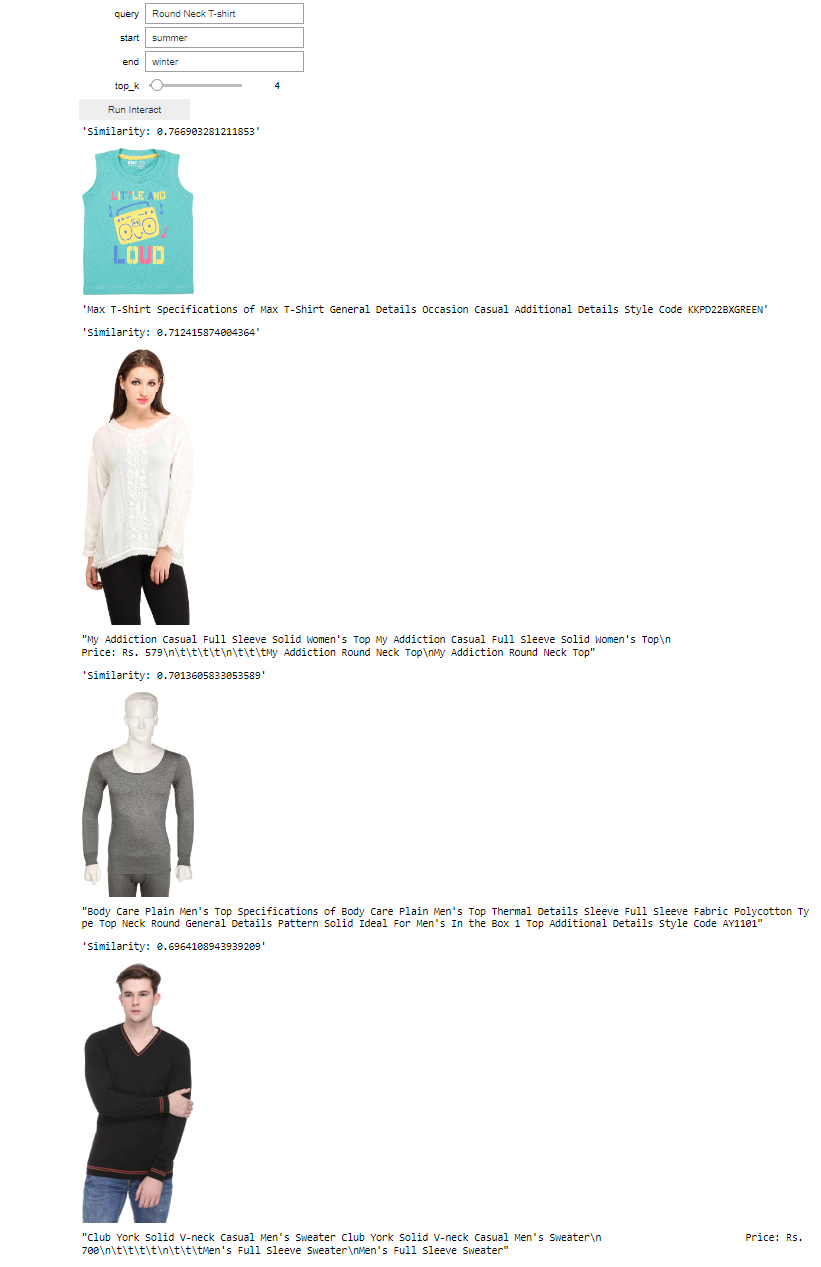 query Round Neck T-shirt
start summer
end winter
top_k 4
Run Interact
'Similarity: 0.766903281211853'
LITTLE AND
LOUD
'Max T-Shirt Specifications of Max T-Shirt General Details Occasion Casual Additional Details Style Code KKPD22BXGREEN'
'Similarity: 0.712415874004364'
"My Addiction Casual Full Sleeve Solid Women's Top My Addiction Casual Full Sleeve Solid Women's Top\n
Price: Rs. 579\n\t\t\t\t\n\t\t\tMy Addiction Round Neck Top\nMy Addiction Round Neck Top"
'Similarity: 0.7013605833053589'
"Body Care Plain Men's Top Specifications of Body Care Plain Men's Top Thermal Details Sleeve Full Sleeve Fabric Polycotton Ty
pe Top Neck Round General Details Pattern Solid Ideal For Men's In the Box 1 Top Additional Details Style Code AY1101"
'Similarity: 0.6964108943939209'
"Club York Solid V-neck Casual Men's Sweater Club York Solid V-neck Casual Men's Sweater\n Price: Rs.
700\n\t\t\t\t\n\t\t\tMen's Full Sleeve Sweater\nMen's Full Sleeve Sweater"